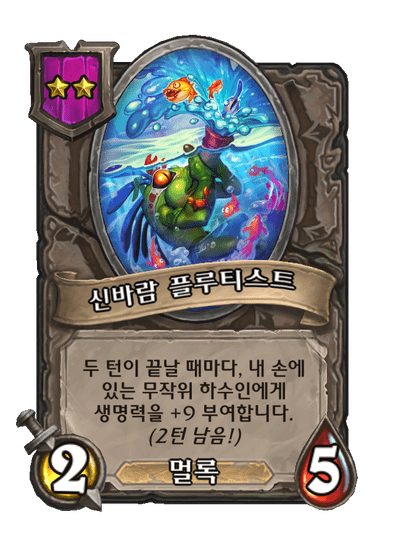 신바람 플루티스트
두 턴이 끝날 때마다, 내 손에
있는 무작위 하수인에게
생명력을 +9 부여합니다.
(2턴 남음!)
2
멀록
5